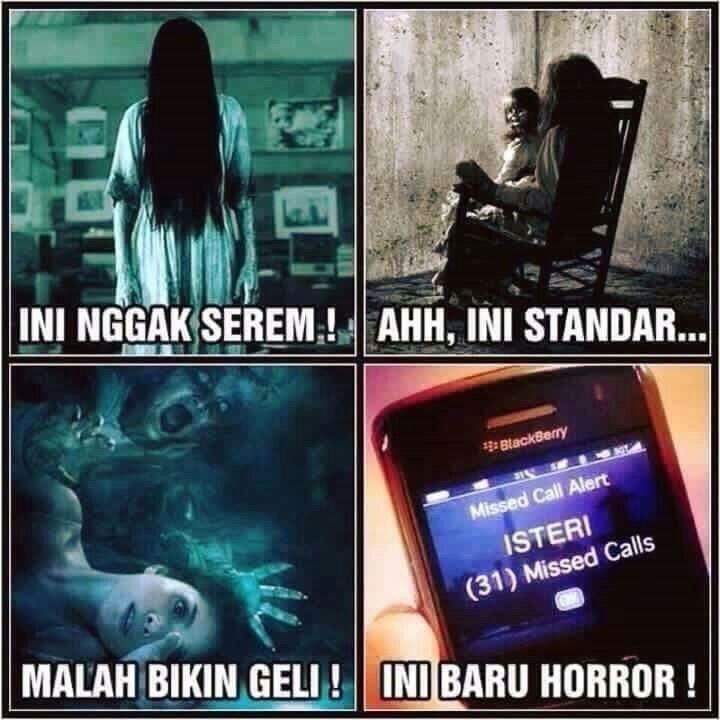 INI NGGAK SEREM !
AHH, INI STANDAR...
MALAH BIKIN GELI !
BlackBerry
Missed Call Alert
ISTERI
(31) Missed Calls
OK
INI BARU HORROR !